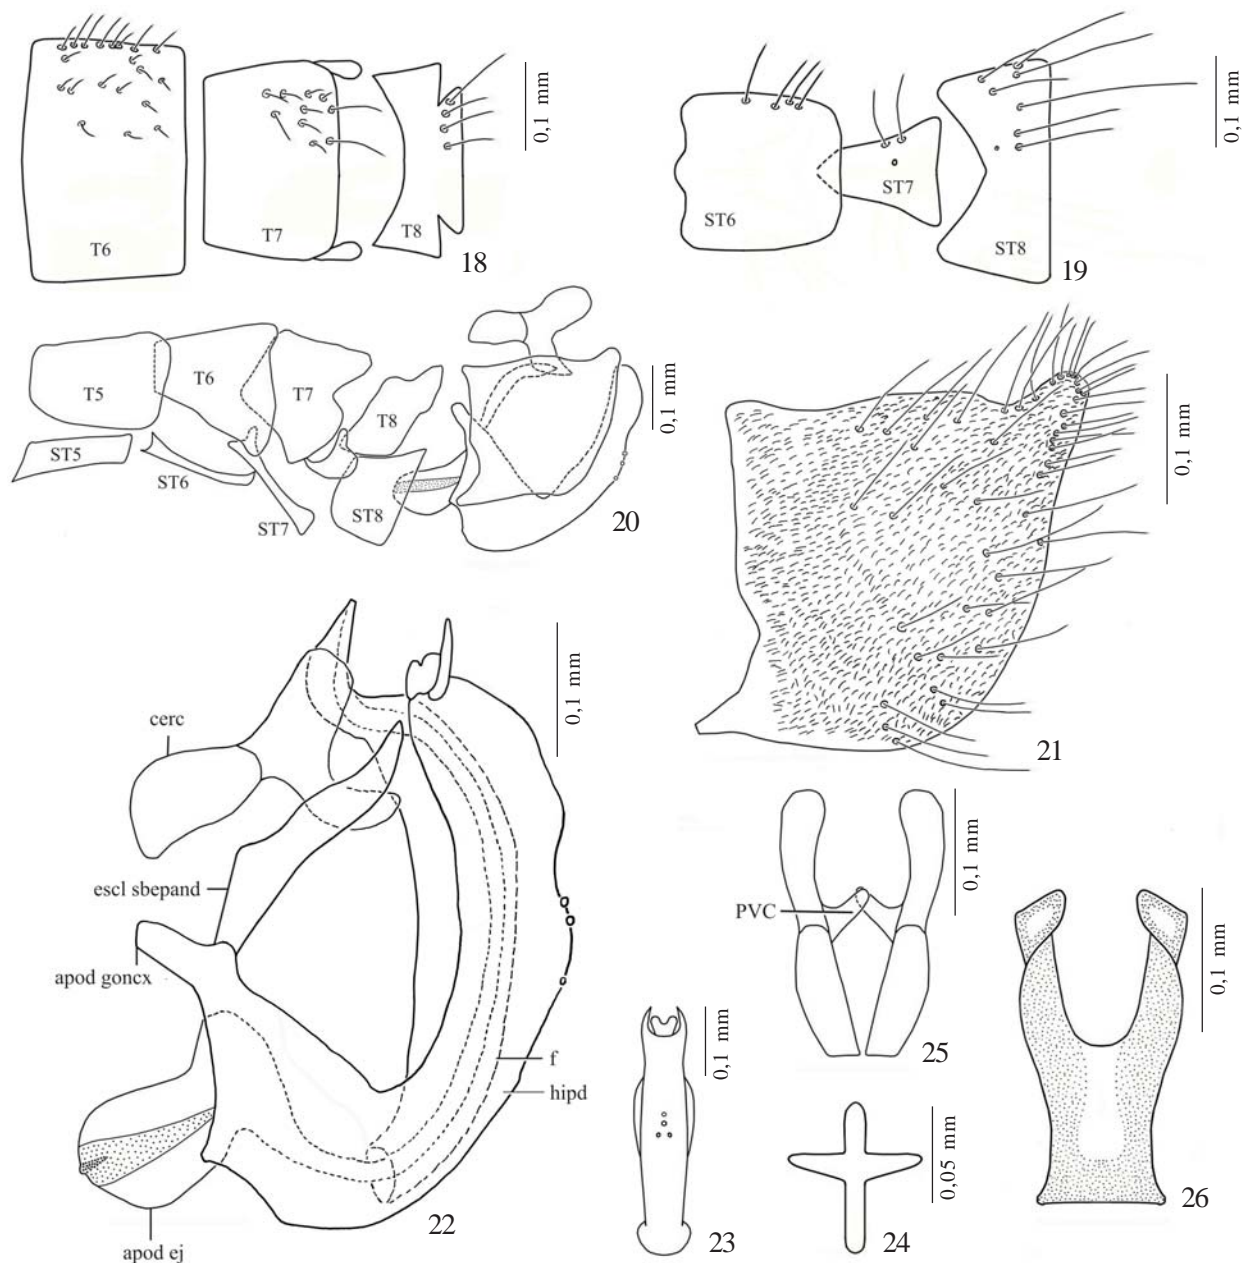 T6
T7
T8
0,1 mm
18
ST6
ST7
ST8
0,1 mm
19
T5
T6
T7
T8
ST5
ST6
ST7
ST8
0,1 mm
20
0,1 mm
21
cerc
escl sbepand
apod goncx
apod ej
f
hipd
0,1 mm
22
0,1 mm
23
0,05 mm
24
PVC
0,1 mm
25
0,1 mm
26